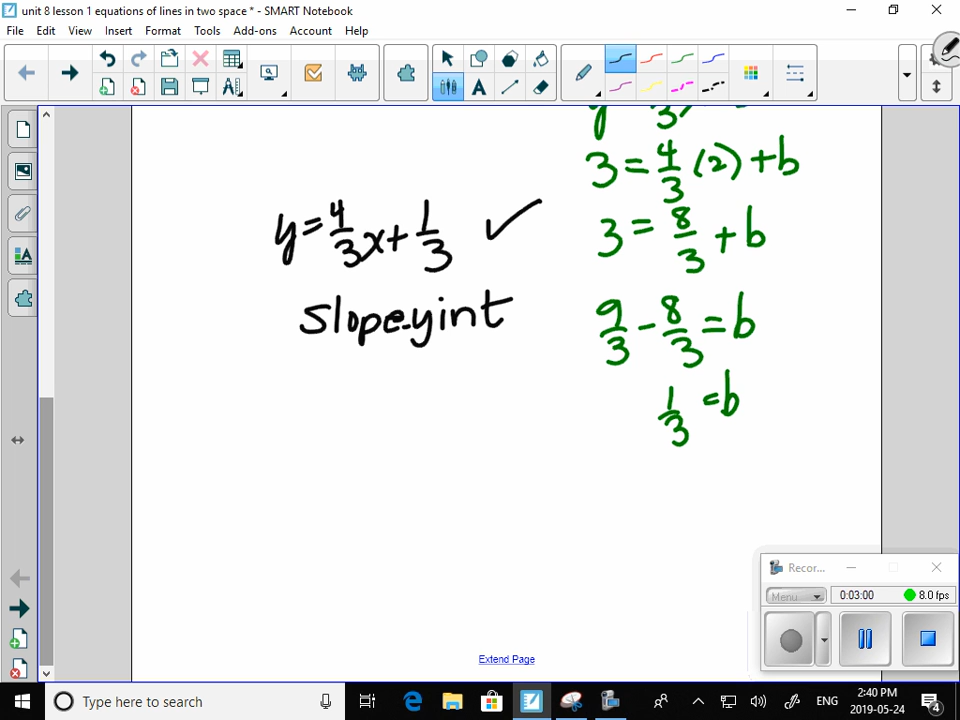 unit 8 lesson 1 equations of lines in two space * - SMART Notebook
File Edit View Insert Format Tools Add-ons Account Help
3 = 4/3 (2) + b
y = 4/3 x + 1/3 ✓
3 = 8/3 + b
slope-yint
9/3 - 8/3 = b
1/3 = b
Recor...
Menu 0:03:00 8.0 fps
Extend Page
Type here to search
ENG
2:40 PM
2019-05-24
4